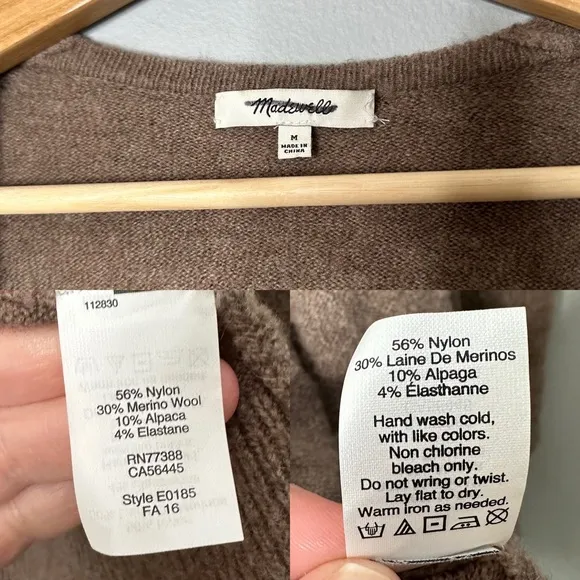 Madewell
M
MADE IN
CHINA
112830
56% Nylon
30% Merino Wool
10% Alpaca
4% Elastane
RN77388
CA56445
Style E0185
FA 16
56% Nylon
30% Laine De Merinos
10% Alpaga
4% Élasthanne
Hand wash cold,
with like colors.
Non chlorine
bleach only.
Do not wring or twist.
Lay flat to dry.
Warm iron as needed.